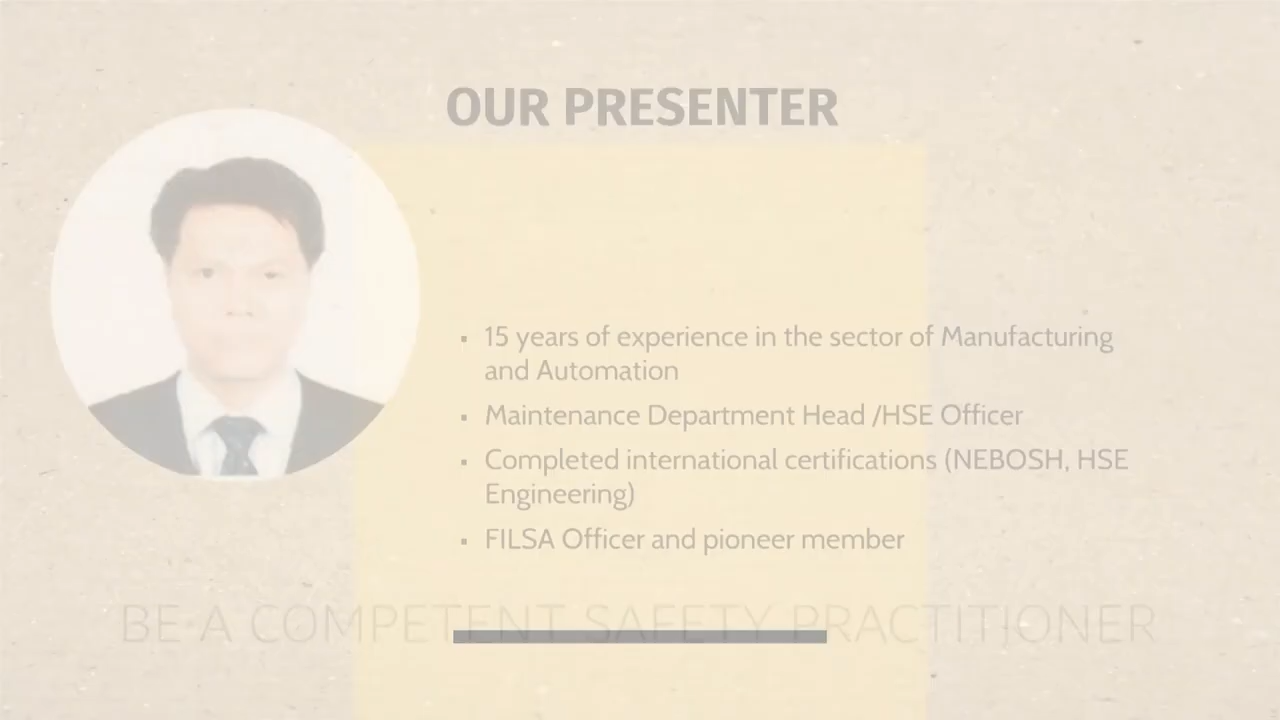 OUR PRESENTER
15 years of experience in the sector of Manufacturing
and Automation
Maintenance Department Head /HSE Officer
Completed international certifications (NEBOSH, HSE
Engineering)
FILSA Officer and pioneer member
BE A COMPETENT SAFETY PRACTITIONER